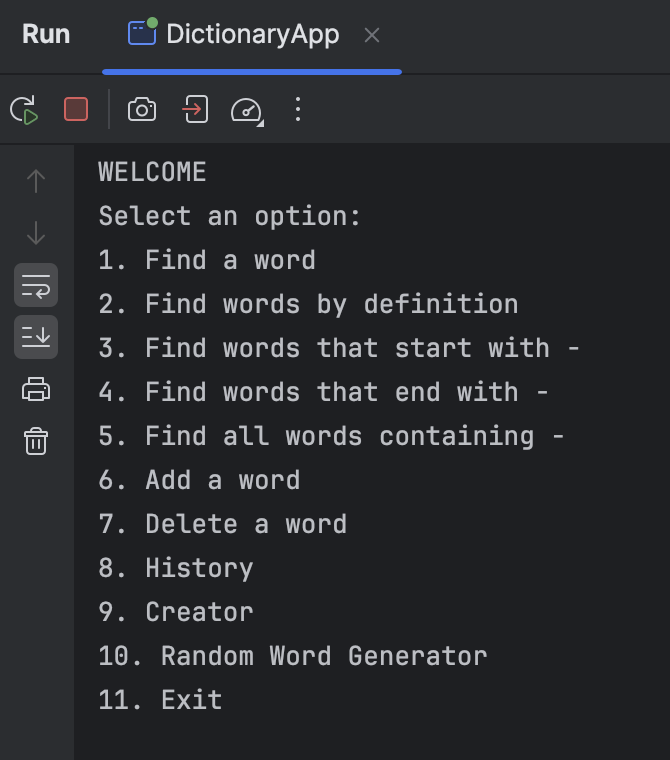 Run DictionaryApp
WELCOME
Select an option:
1. Find a word
2. Find words by definition
3. Find words that start with -
4. Find words that end with -
5. Find all words containing -
6. Add a word
7. Delete a word
8. History
9. Creator
10. Random Word Generator
11. Exit